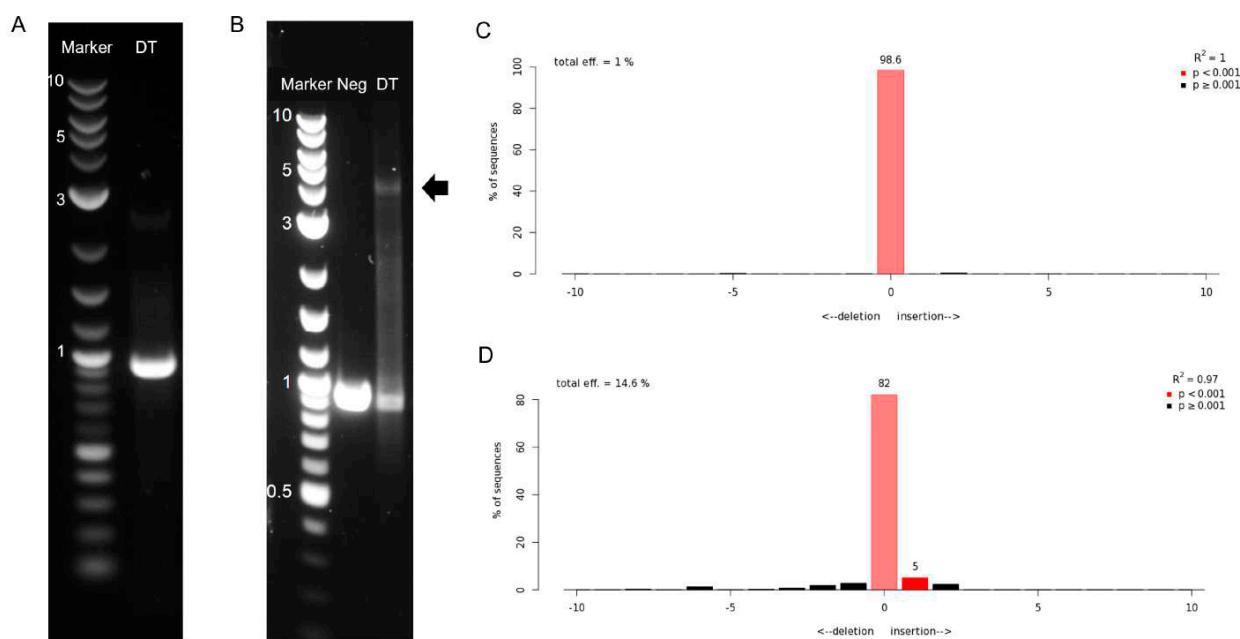 A
Marker DT
10
5
3
1
B
Marker Neg DT
10
5
3
1
0.5
C
total eff. = 1 %
R² = 1
p < 0.001
p ≥ 0.001
98.6
% of sequences
100
80
60
40
20
0
-10 -5 0 5 10
<--deletion insertion-->
D
total eff. = 14.6 %
R² = 0.97
p < 0.001
p ≥ 0.001
82
5
% of sequences
80
60
40
20
0
-10 -5 0 5 10
<--deletion insertion-->